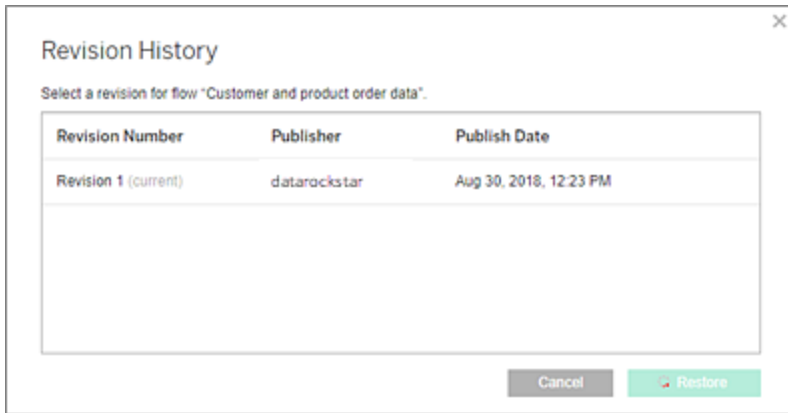 Revision History
Select a revision for flow "Customer and product order data".
Revision Number Publisher Publish Date
Revision 1 (current) datarockstar Aug 30, 2018, 12:23 PM
Cancel Restore